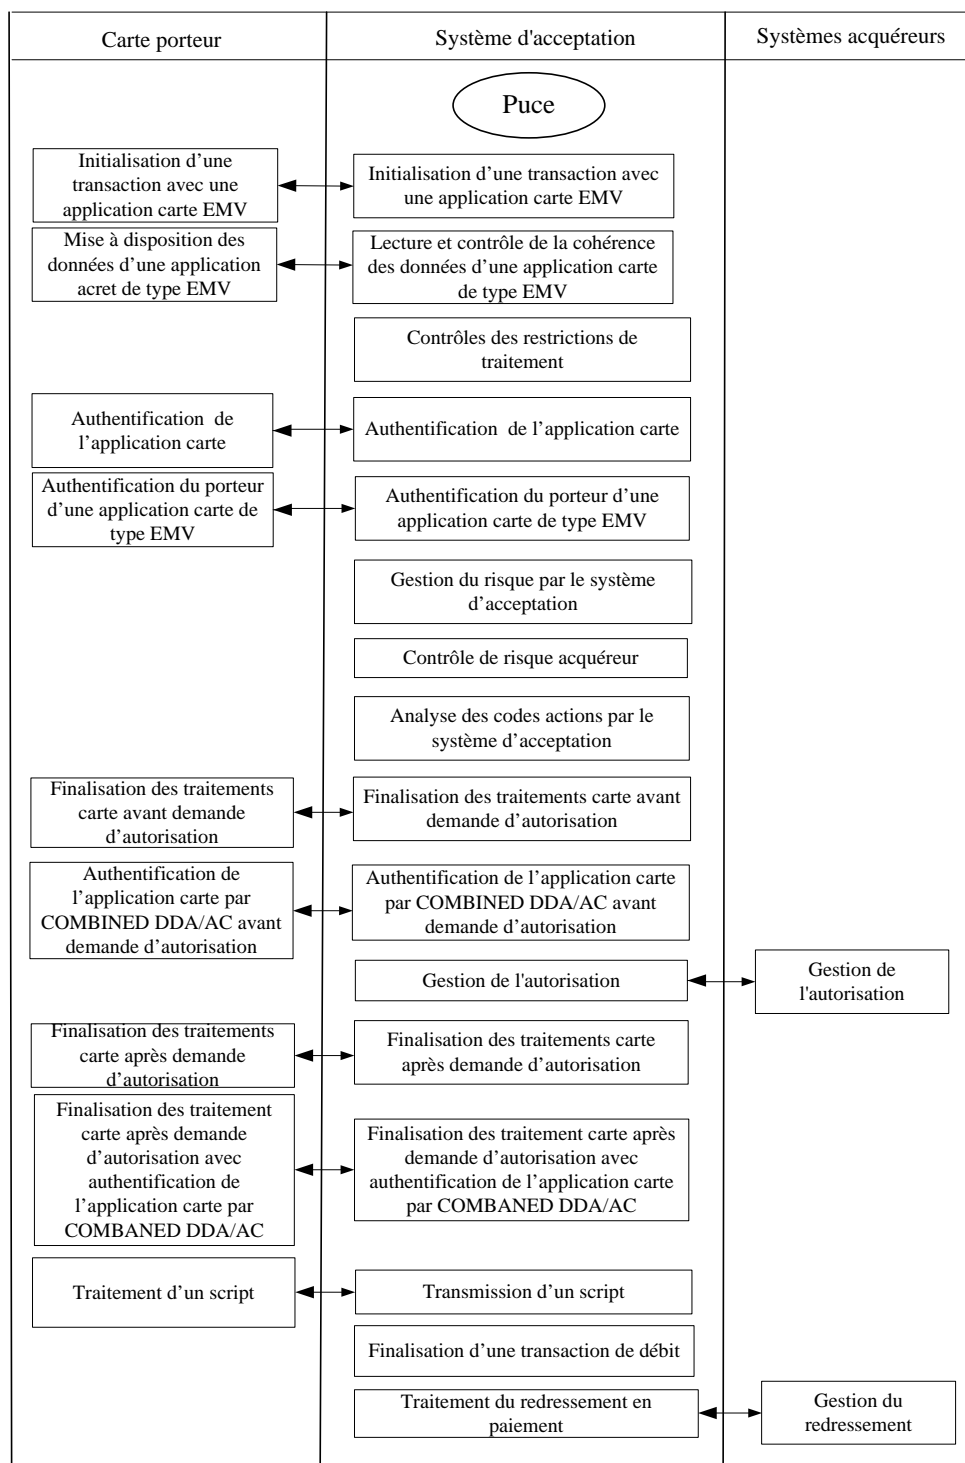 Carte porteur
Système d'acceptation
Systèmes acquéreurs
Puce
Initialisation d’une
transaction avec une
application carte EMV
Initialisation d’une transaction avec
une application carte EMV
Mise à disposition des
données d’une application
acret de type EMV
Lecture et contrôle de la cohérence
des données d’une application carte
de type EMV
Contrôles des restrictions de
traitement
Authentification de
l’application carte
Authentification de l’application carte
Authentification du porteur
d’une application carte de
type EMV
Authentification du porteur d’une
application carte de type EMV
Gestion du risque par le système
d’acceptation
Contrôle de risque acquéreur
Analyse des codes actions par le
système d’acceptation
Finalisation des traitements
carte avant demande
d’autorisation
Finalisation des traitements carte avant
demande d’autorisation
Authentification de
l’application carte par
COMBINED DDA/AC avant
demande d’autorisation
Authentification de l’application carte
par COMBINED DDA/AC avant
demande d’autorisation
Gestion de l'autorisation
Gestion de
l'autorisation
Finalisation des traitements
carte après demande
d’autorisation
Finalisation des traitements carte
après demande d’autorisation
Finalisation des traitement
carte après demande
d’autorisation avec
authentification de
l’application carte par
COMBANED DDA/AC
Finalisation des traitement carte après
demande d’autorisation avec
authentification de l’application carte
par COMBANED DDA/AC
Traitement d’un script
Transmission d’un script
Finalisation d’une transaction de débit
Traitement du redressement en
paiement
Gestion du
redressement